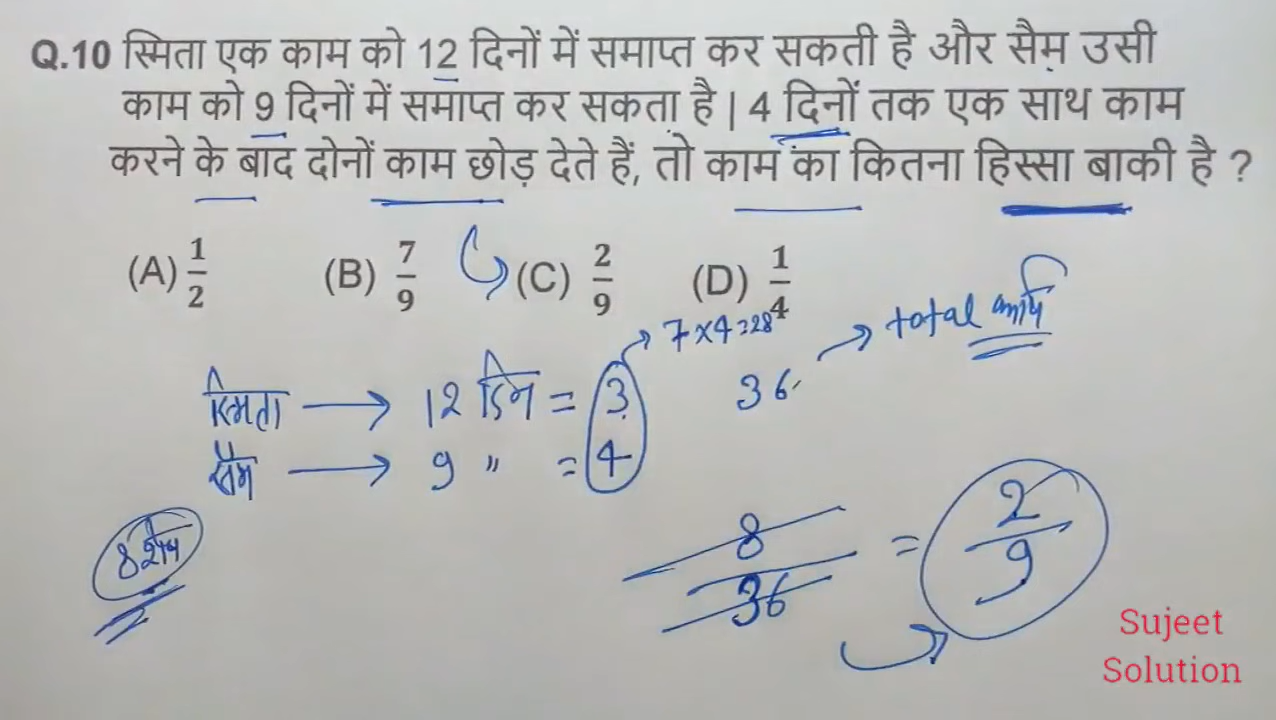 Q.10 स्मिता एक काम को 12 दिनों में समाप्त कर सकती है और सैम उसी
काम को 9 दिनों में समाप्त कर सकता है | 4 दिनों तक एक साथ काम
करने के बाद दोनों काम छोड़ देते हैं, तो काम का कितना हिस्सा बाकी है ?
(A) 1/2 (B) 7/9 (C) 2/9 (D) 1/4
7×4=28
36 → total कार्य
स्मिता → 12 दिन = 3
सैम → 9 〃 = 4
8 शेष
8/36 = 2/9
Sujeet
Solution